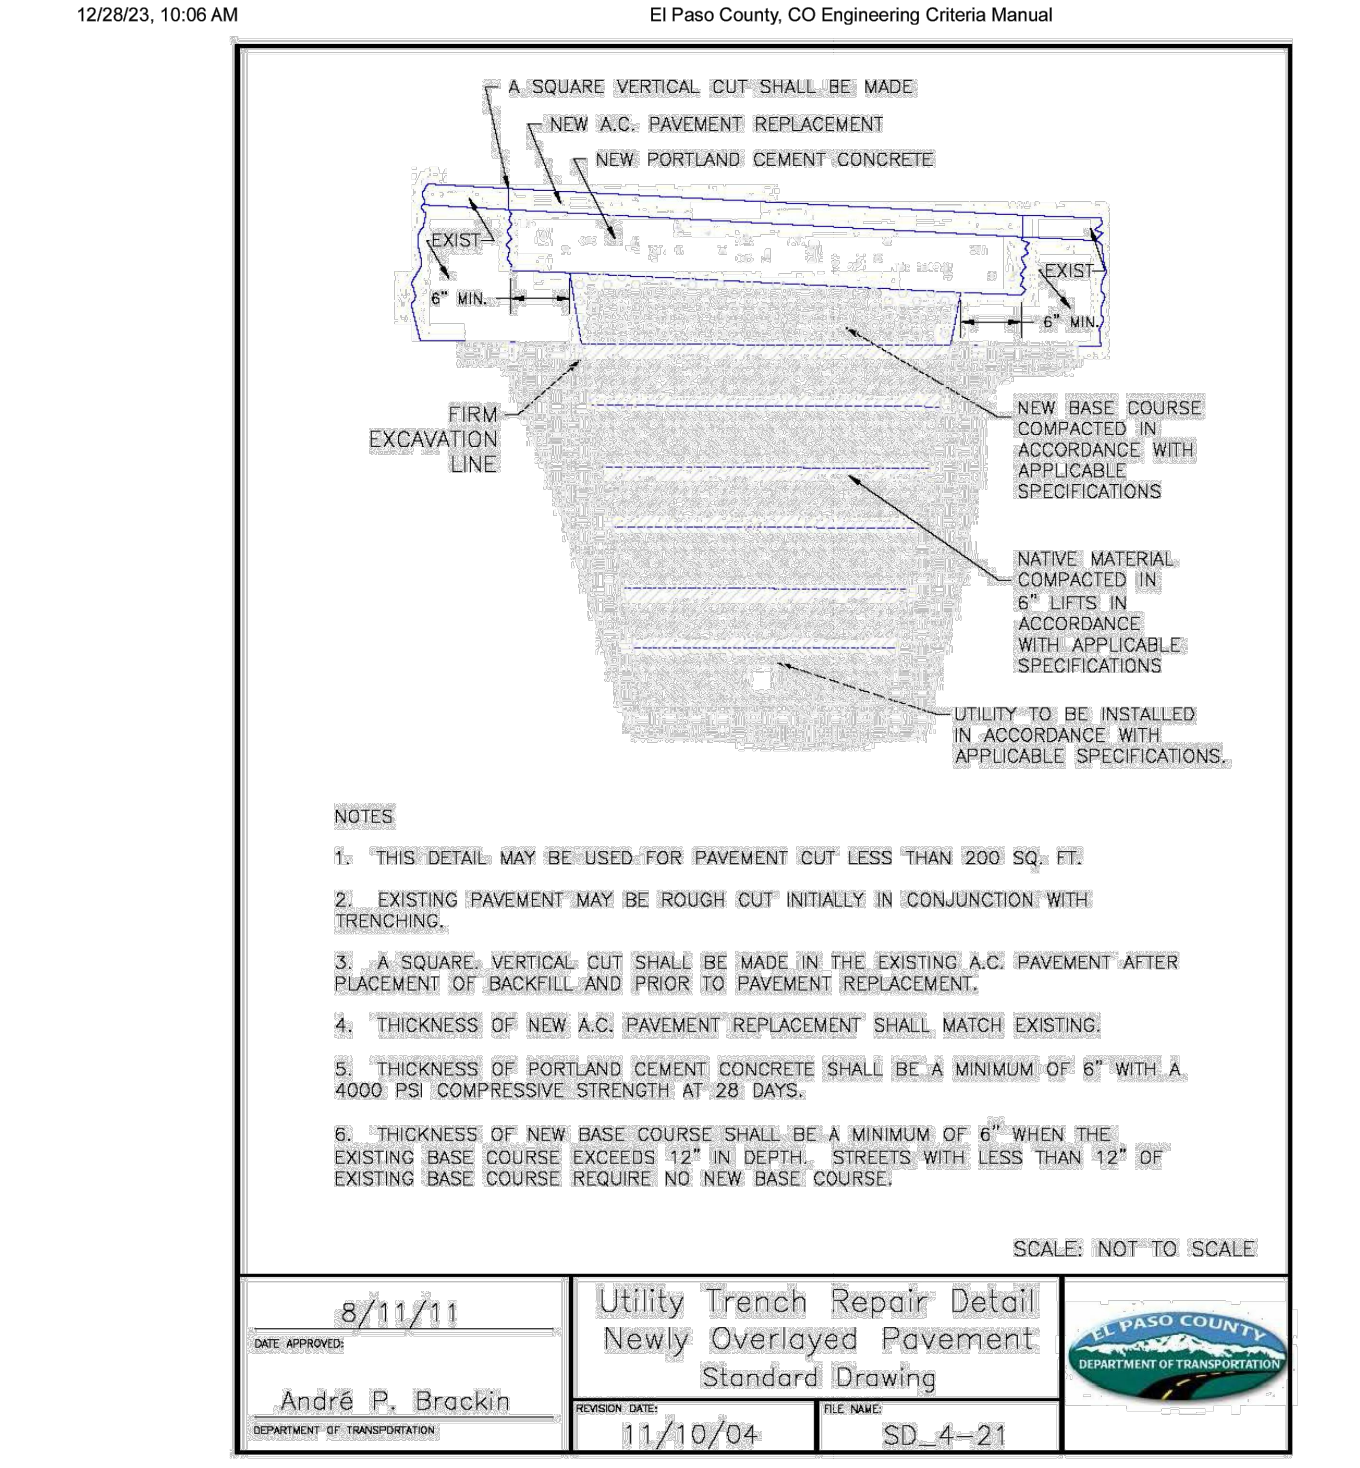 12/28/23, 10:06 AM
El Paso County, CO Engineering Criteria Manual
A SQUARE VERTICAL CUT SHALL BE MADE
NEW A.C. PAVEMENT REPLACEMENT
NEW PORTLAND CEMENT CONCRETE
EXIST
EXIST
6" MIN.
6" MIN.
FIRM
EXCAVATION
LINE
NEW BASE COURSE
COMPACTED IN
ACCORDANCE WITH
APPLICABLE
SPECIFICATIONS
NATIVE MATERIAL
COMPACTED IN
6" LIFTS IN
ACCORDANCE
WITH APPLICABLE
SPECIFICATIONS
UTILITY TO BE INSTALLED
IN ACCORDANCE WITH
APPLICABLE SPECIFICATIONS.
NOTES
1. THIS DETAIL MAY BE USED FOR PAVEMENT CUT LESS THAN 200 SQ. FT.
2. EXISTING PAVEMENT MAY BE ROUGH CUT INITIALLY IN CONJUNCTION WITH
TRENCHING.
3. A SQUARE, VERTICAL CUT SHALL BE MADE IN THE EXISTING A.C. PAVEMENT AFTER
PLACEMENT OF BACKFILL AND PRIOR TO PAVEMENT REPLACEMENT.
4. THICKNESS OF NEW A.C. PAVEMENT REPLACEMENT SHALL MATCH EXISTING.
5. THICKNESS OF PORTLAND CEMENT CONCRETE SHALL BE A MINIMUM OF 6" WITH A
4000 PSI COMPRESSIVE STRENGTH AT 28 DAYS.
6. THICKNESS OF NEW BASE COURSE SHALL BE A MINIMUM OF 6" WHEN THE
EXISTING BASE COURSE EXCEEDS 12" IN DEPTH. STREETS WITH LESS THAN 12" OF
EXISTING BASE COURSE REQUIRE NO NEW BASE COURSE.
SCALE: NOT TO SCALE
8/11/11
DATE APPROVED:
André P. Brackin
DEPARTMENT OF TRANSPORTATION
Utility Trench Repair Detail
Newly Overlayed Pavement
Standard Drawing
REVISION DATE:
11/10/04
FILE NAME:
SD_4-21
EL PASO COUNTY
DEPARTMENT OF TRANSPORTATION